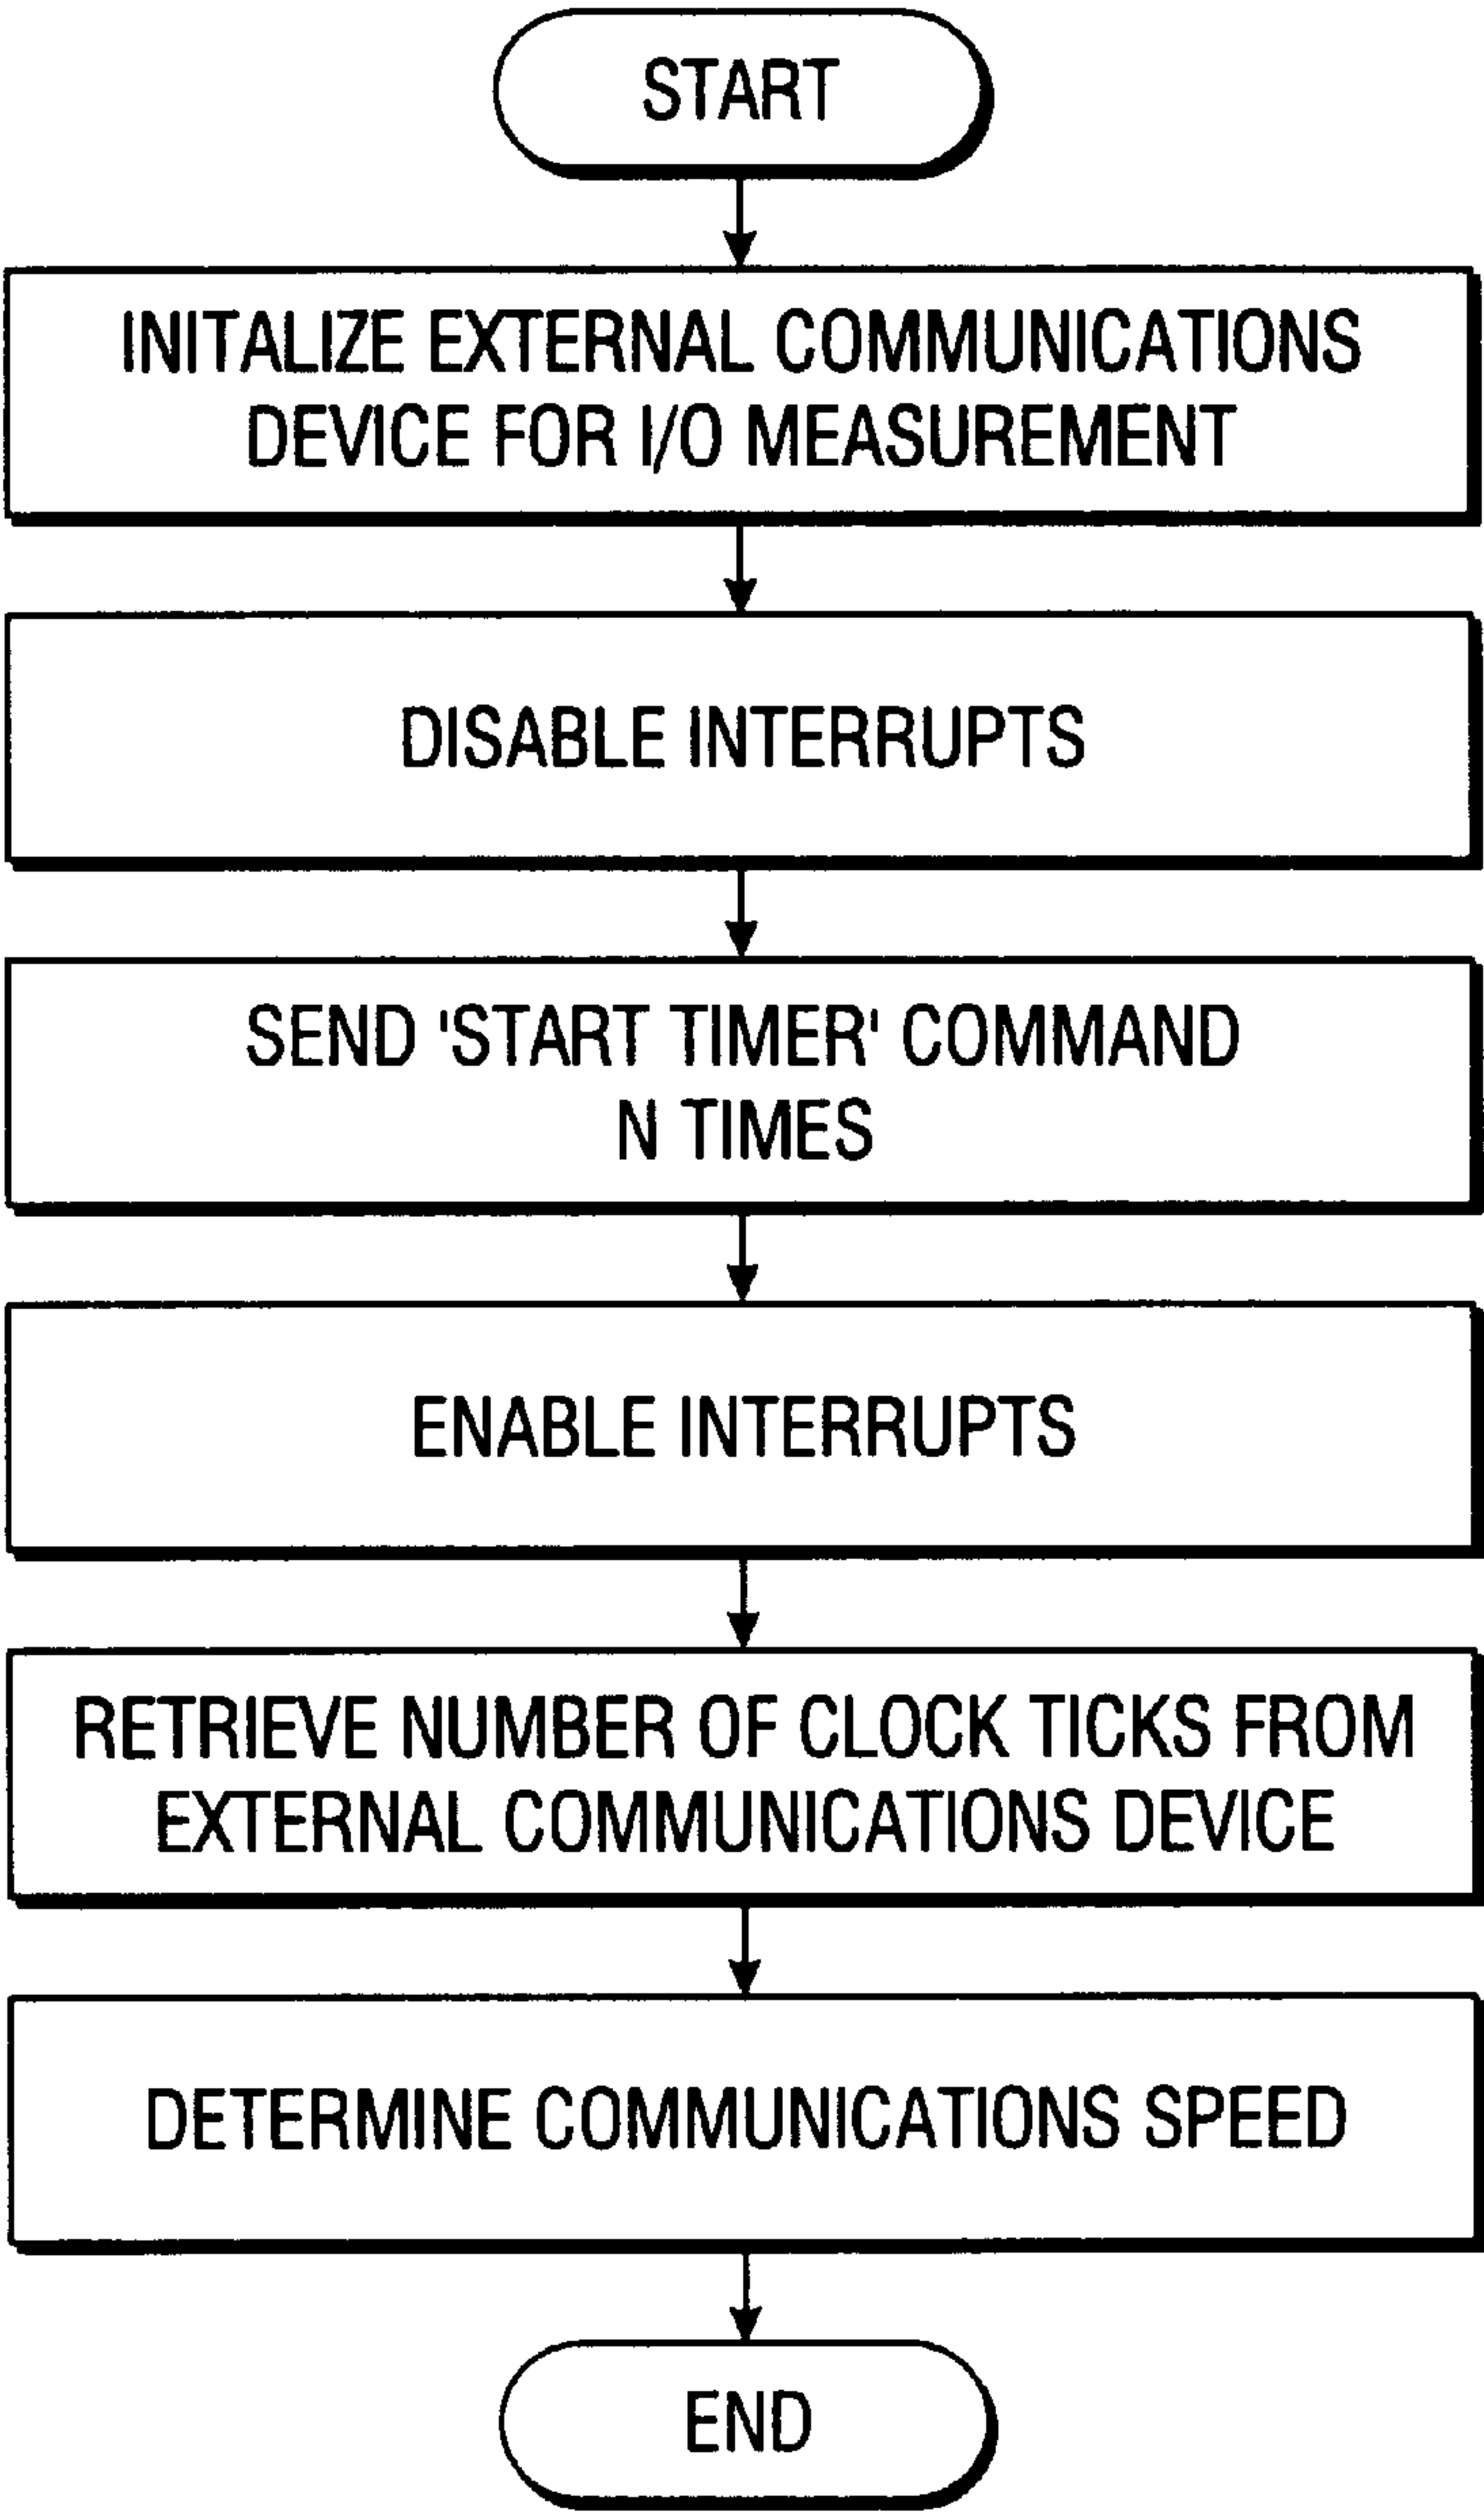 START
INITALIZE EXTERNAL COMMUNICATIONS
DEVICE FOR I/O MEASUREMENT
DISABLE INTERRUPTS
SEND 'START TIMER' COMMAND
N TIMES
ENABLE INTERRUPTS
RETRIEVE NUMBER OF CLOCK TICKS FROM
EXTERNAL COMMUNICATIONS DEVICE
DETERMINE COMMUNICATIONS SPEED
END